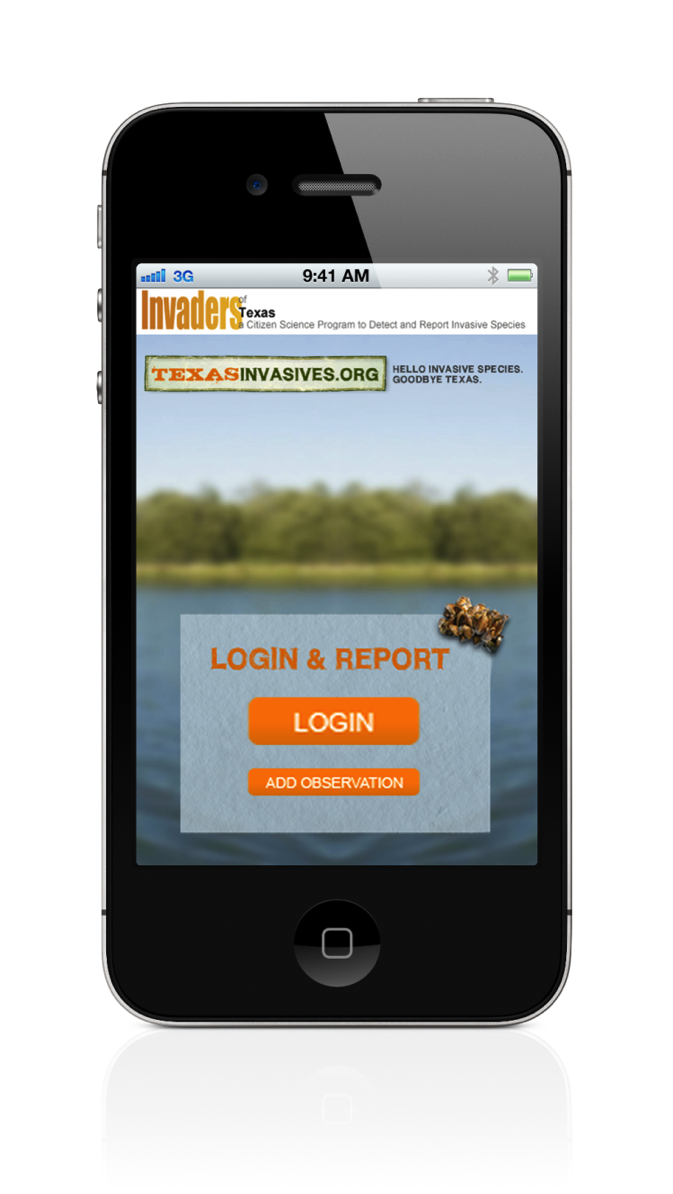 3G 9:41 AM
Invaders of
Texas
a Citizen Science Program to Detect and Report Invasive Species
TEXASINVASIVES.ORG
HELLO INVASIVE SPECIES.
GOODBYE TEXAS.
LOGIN & REPORT
LOGIN
ADD OBSERVATION